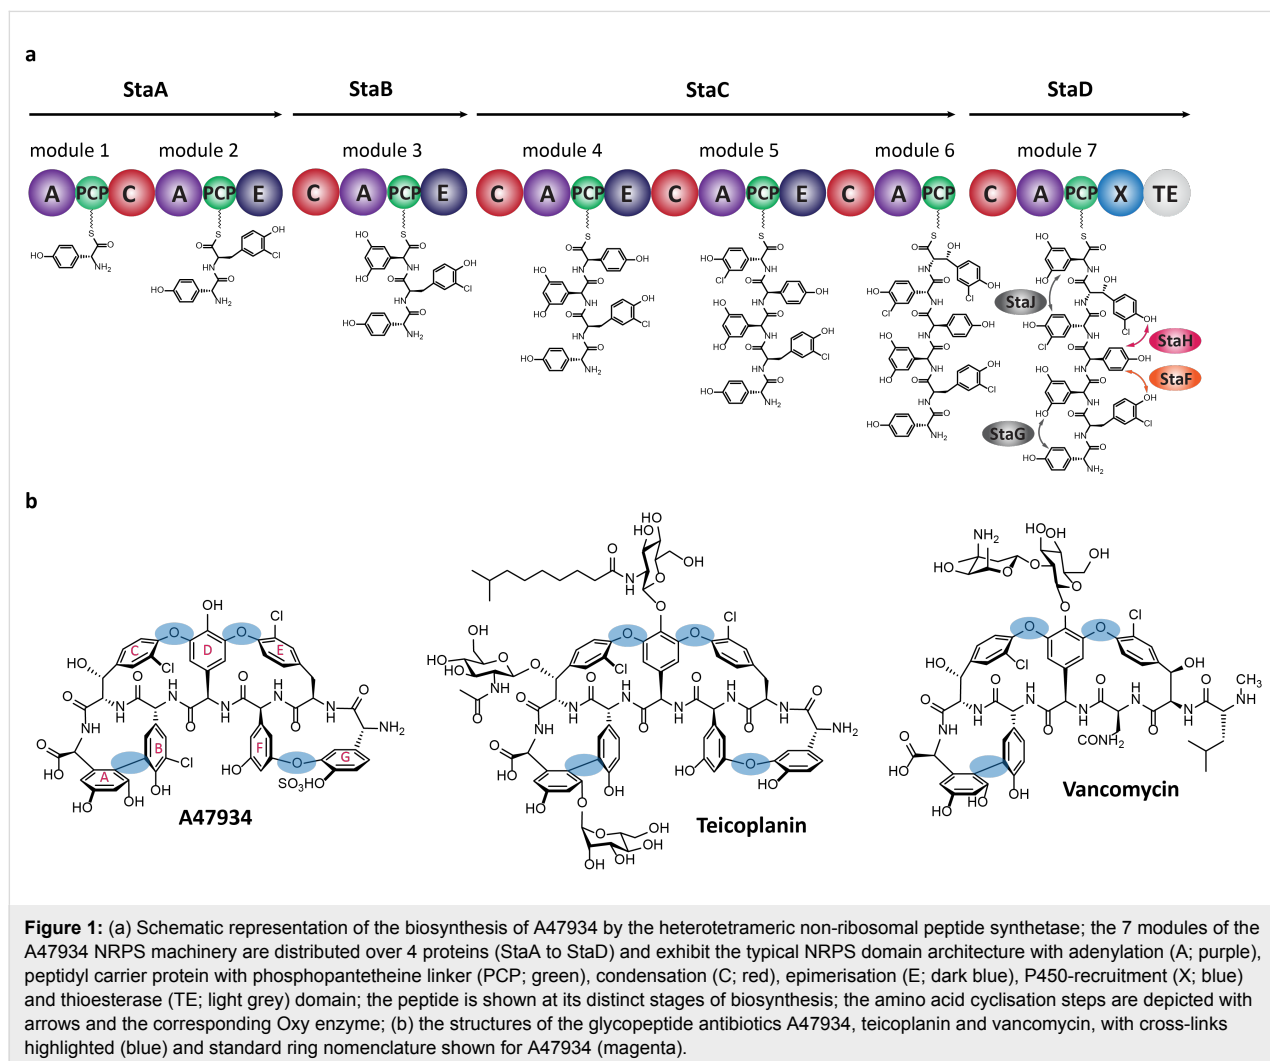 a
StaA StaB StaC StaD
module 1 module 2 module 3 module 4 module 5 module 6 module 7
A PCP C A PCP E C A PCP E C A PCP E C A PCP E C A PCP C A PCP X TE
StaJ
StaH
StaF
StaG
b
A47934
Teicoplanin
Vancomycin
Figure 1: (a) Schematic representation of the biosynthesis of A47934 by the heterotetrameric non-ribosomal peptide synthetase; the 7 modules of the
A47934 NRPS machinery are distributed over 4 proteins (StaA to StaD) and exhibit the typical NRPS domain architecture with adenylation (A; purple),
peptidyl carrier protein with phosphopantetheine linker (PCP; green), condensation (C; red), epimerisation (E; dark blue), P450-recruitment (X; blue)
and thioesterase (TE; light grey) domain; the peptide is shown at its distinct stages of biosynthesis; the amino acid cyclisation steps are depicted with
arrows and the corresponding Oxy enzyme; (b) the structures of the glycopeptide antibiotics A47934, teicoplanin and vancomycin, with cross-links
highlighted (blue) and standard ring nomenclature shown for A47934 (magenta).